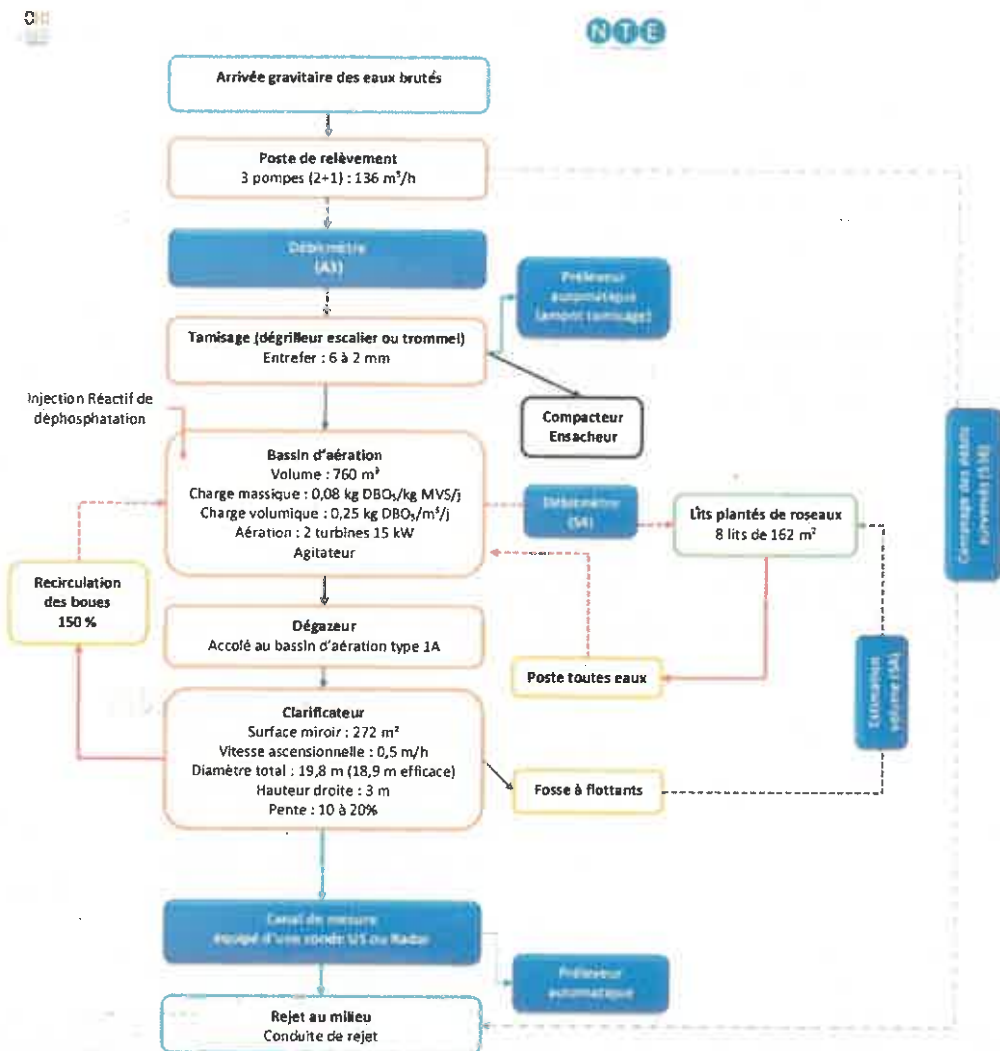 NTE
Arrivée gravitaire des eaux brutés
Poste de relèvement
3 pompes (2+1) : 136 m³/h
Débitmètre
(A3)
Préleveur
automatique
(amont tamisage)
Tamisage (dégrilleur escalier ou trommel)
Entrefer : 6 à 2 mm
Compacteur
Ensacheur
Injection Réactif de
déphosphatation
Bassin d'aération
Volume : 760 m³
Charge massique : 0,08 kg DBO₅/kg MVS/j
Charge volumique : 0,25 kg DBO₅/m³/j
Aération : 2 turbines 15 kW
Agitateur
Débitmètre
(S4)
Lits plantés de roseaux
8 lits de 162 m²
Comptage des débits
surversés
Recirculation
des boues
150 %
Dégazeur
Accolé au bassin d'aération type 1A
Poste toutes eaux
Estimation
volume (SA)
Clarificateur
Surface miroir : 272 m²
Vitesse ascensionnelle : 0,5 m/h
Diamètre total : 19,8 m (18,9 m efficace)
Hauteur droite : 3 m
Pente : 10 à 20%
Fosse à flottants
Canal de mesure
équipé d'une sonde US ou Radar
Préleveur
automatique
Rejet au milieu
Conduite de rejet